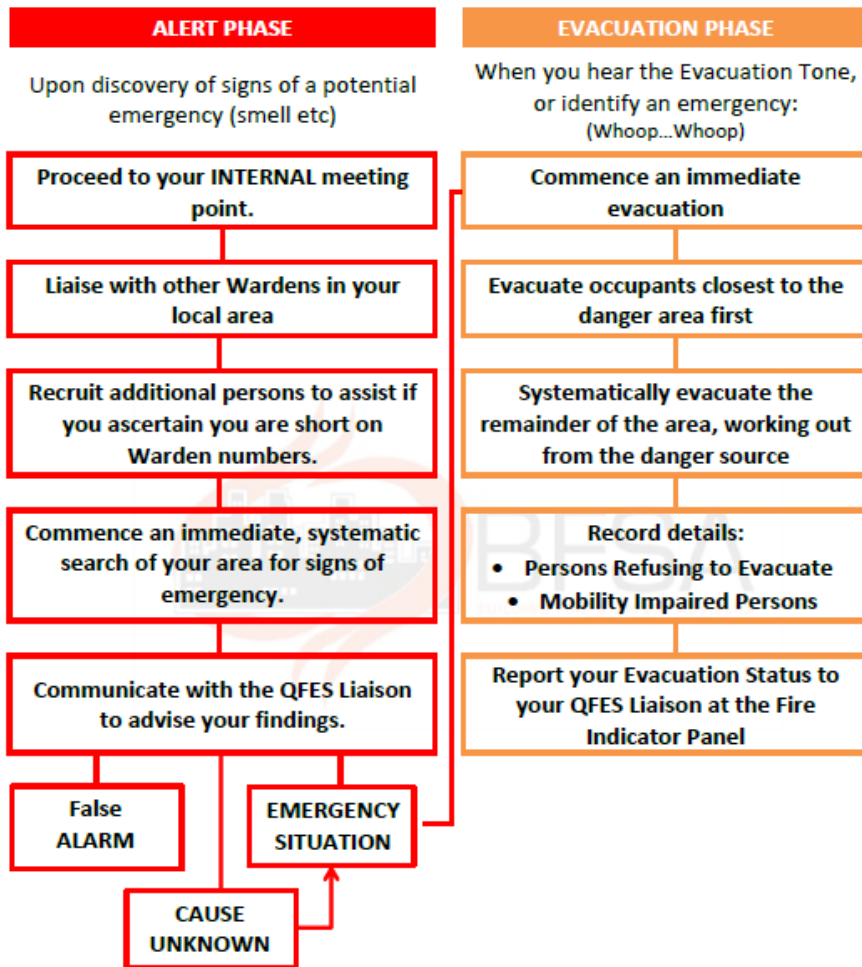 ALERT PHASE
Upon discovery of signs of a potential
emergency (smell etc)
Proceed to your INTERNAL meeting
point.
Liaise with other Wardens in your
local area
Recruit additional persons to assist if
you ascertain you are short on
Warden numbers.
Commence an immediate, systematic
search of your area for signs of
emergency.
Communicate with the QFES Liaison
to advise your findings.
False
ALARM
EMERGENCY
SITUATION
CAUSE
UNKNOWN
EVACUATION PHASE
When you hear the Evacuation Tone,
or identify an emergency:
(Whoop...Whoop)
Commence an immediate
evacuation
Evacuate occupants closest to the
danger area first
Systematically evacuate the
remainder of the area, working out
from the danger source
Record details:
• Persons Refusing to Evacuate
• Mobility Impaired Persons
Report your Evacuation Status to
your QFES Liaison at the Fire
Indicator Panel
BFSA